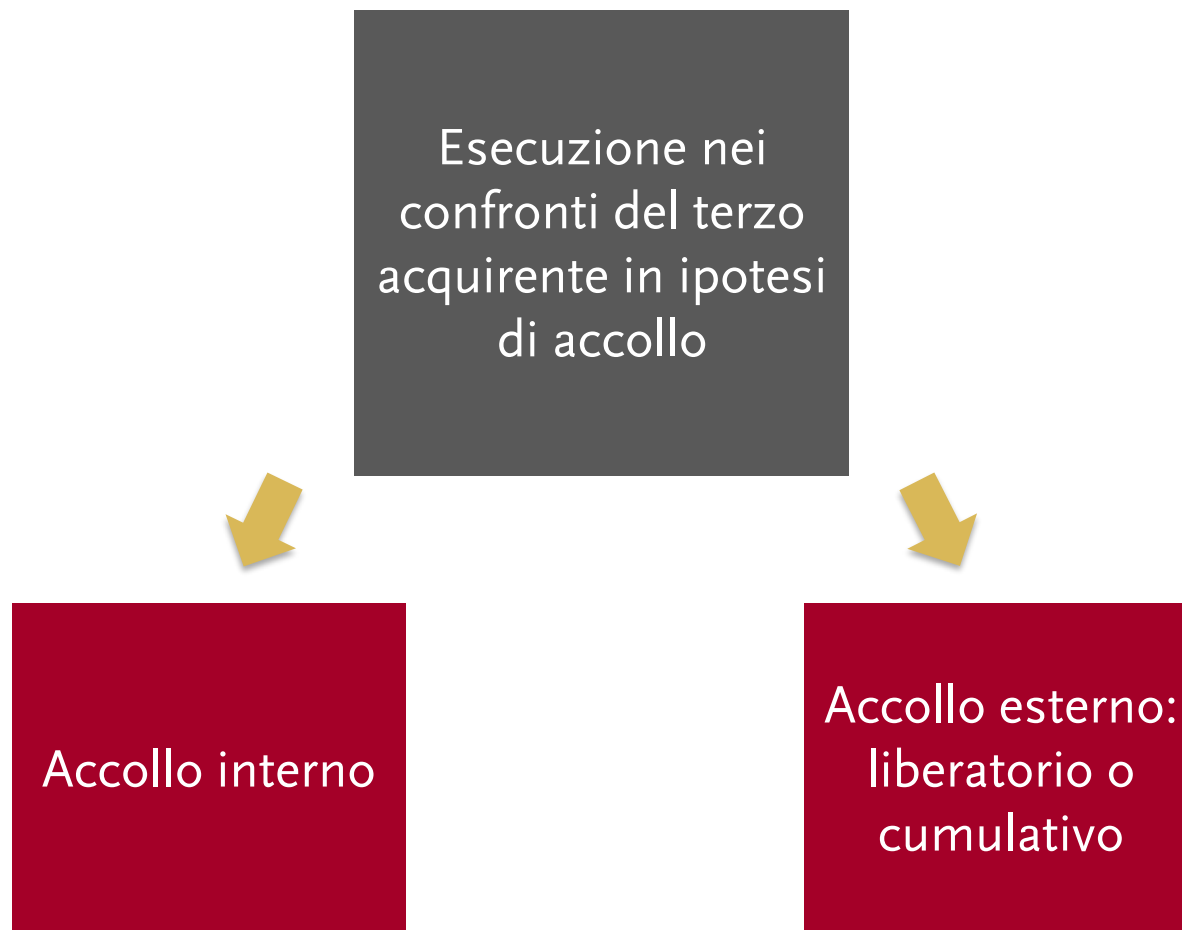 Esecuzione nei
confronti del terzo
acquirente in ipotesi
di accollo
Accollo interno
Accollo esterno:
liberatorio o
cumulativo